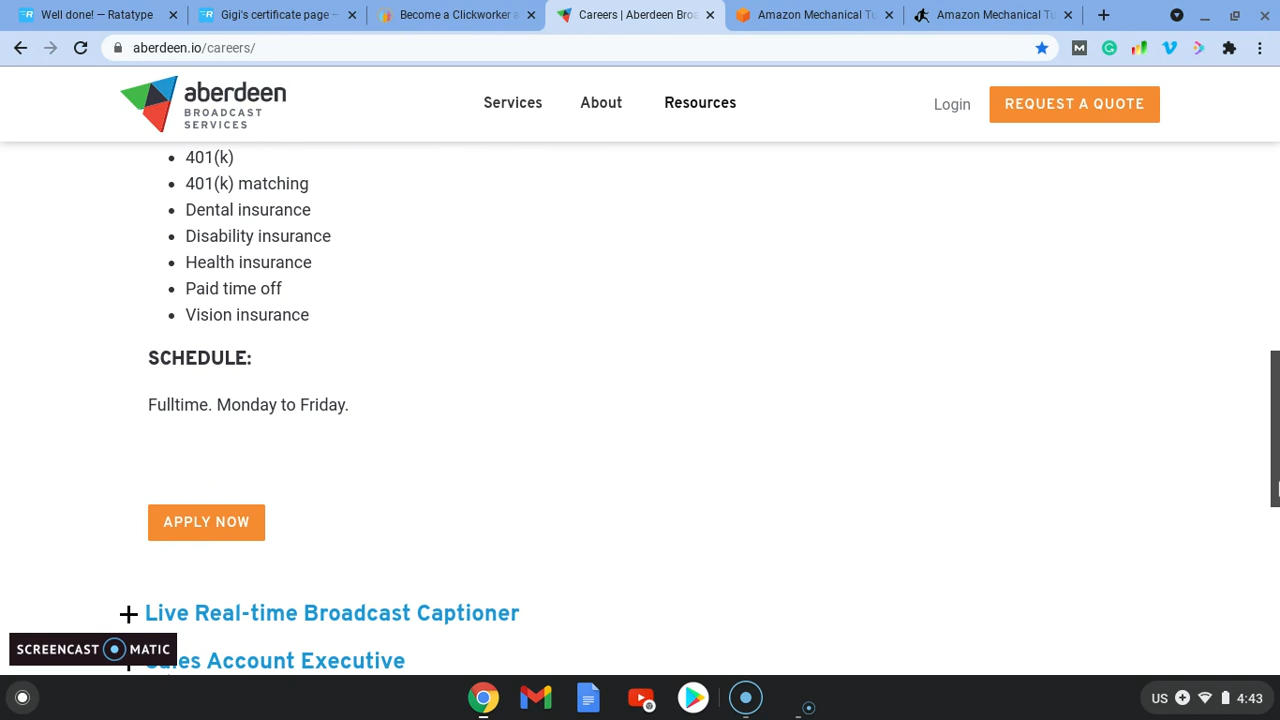 Well done! – Ratatype
Gigi's certificate page –
Become a Clickworker a
Careers | Aberdeen Broa
Amazon Mechanical Tu
Amazon Mechanical Tu
aberdeen.io/careers/
aberdeen
BROADCAST
SERVICES
Services
About
Resources
Login
REQUEST A QUOTE
• 401(k)
• 401(k) matching
• Dental insurance
• Disability insurance
• Health insurance
• Paid time off
• Vision insurance
SCHEDULE:
Fulltime. Monday to Friday.
APPLY NOW
Live Real-time Broadcast Captioner
Sales Account Executive
SCREENCAST MATIC
US
4:43